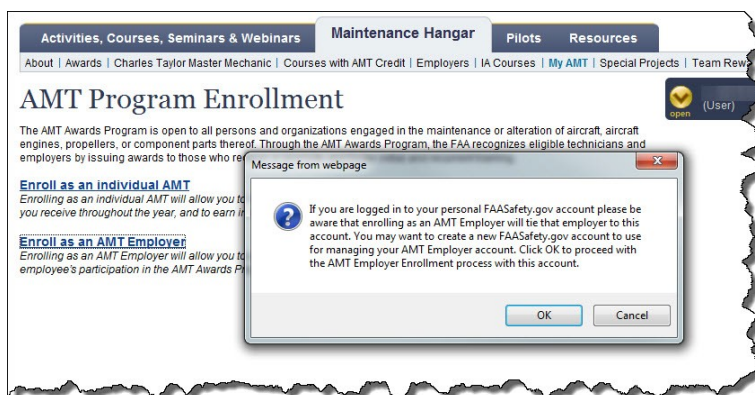 Activities, Courses, Seminars & Webinars Maintenance Hangar Pilots Resources
About | Awards | Charles Taylor Master Mechanic | Courses with AMT Credit | Employers | IA Courses | My AMT | Special Projects | Team Rew
AMT Program Enrollment
open (User)
The AMT Awards Program is open to all persons and organizations engaged in the maintenance or alteration of aircraft, aircraft
engines, propellers, or component parts thereof. Through the AMT Awards Program, the FAA recognizes eligible technicians and
employers by issuing awards to those who
Message from webpage
Enroll as an individual AMT
Enrolling as an individual AMT will allow you to
you receive throughout the year, and to earn
If you are logged in to your personal FAASafety.gov account please be
aware that enrolling as an AMT Employer will tie that employer to this
account. You may want to create a new FAASafety.gov account to use
for managing your AMT Employer account. Click OK to proceed with
the AMT Employer Enrollment process with this account.
Enroll as an AMT Employer
Enrolling as an AMT Employer will allow you to
employee's participation in the AMT Awards
OK Cancel